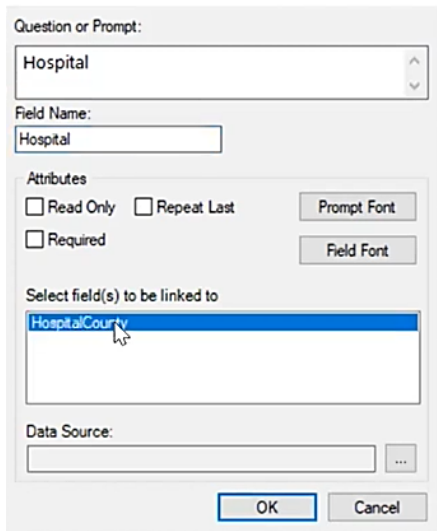 Question or Prompt:
Hospital
Field Name:
Hospital
Attributes
Read Only
Repeat Last
Prompt Font
Required
Field Font
Select field(s) to be linked to
HospitalCounty
Data Source:
...
OK
Cancel